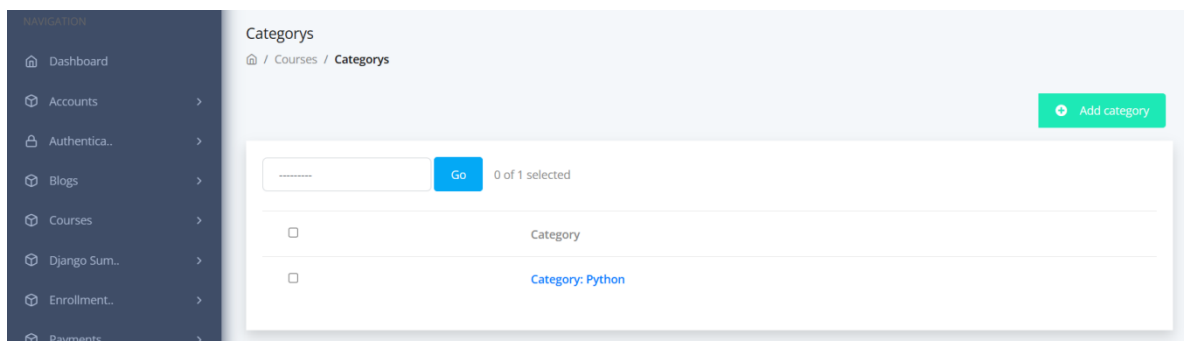 NAVIGATION
Dashboard
Accounts
Authentica..
Blogs
Courses
Django Sum..
Enrollment..
Payments
Categorys
/ Courses / Categorys
Add category
---------
Go
0 of 1 selected
Category
Category: Python